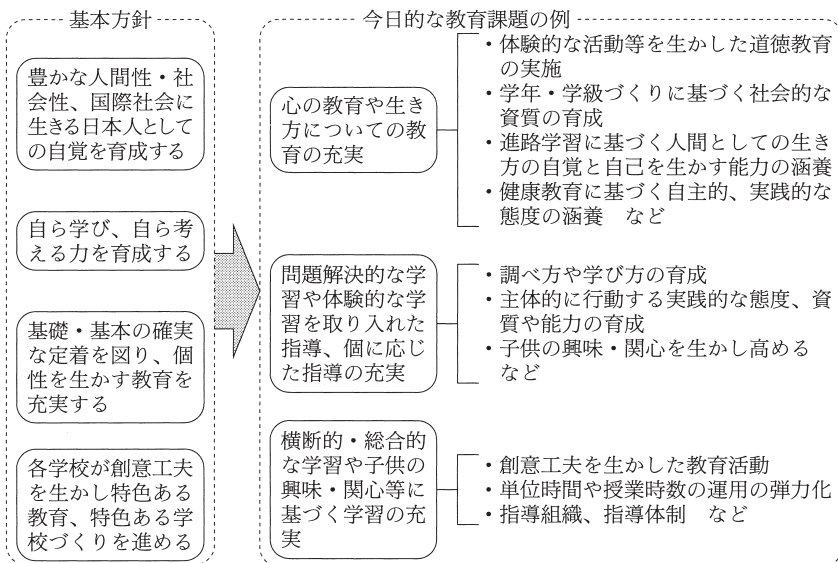 基本方針
豊かな人間性・社
会性、国際社会に
生きる日本人として
の自覚を育成する
自ら学び、自ら考
える力を育成する
基礎・基本の確実
な定着を図り、個
性を生かす教育を
充実する
各学校が創意工夫
を生かし特色ある
教育、特色ある学
校づくりを進める
今日的な教育課題の例
心の教育や生き
方についての教
育の充実
・体験的な活動等を生かした道徳教育
の実施
・学年・学級づくりに基づく社会的な
資質の育成
・進路学習に基づく人間としての生き
方の自覚と自己を生かす能力の涵養
・健康教育に基づく自主的、実践的な
態度の涵養　など
問題解決的な学
習や体験的な学
習を取り入れた
指導、個に応じ
た指導の充実
・調べ方や学び方の育成
・主体的に行動する実践的な態度、資
質や能力の育成
・子供の興味・関心を生かし高める
など
横断的・総合的
な学習や子供の
興味・関心等に
基づく学習の充
実
・創意工夫を生かした教育活動
・単位時間や授業時数の運用の弾力化
・指導組織、指導体制　など